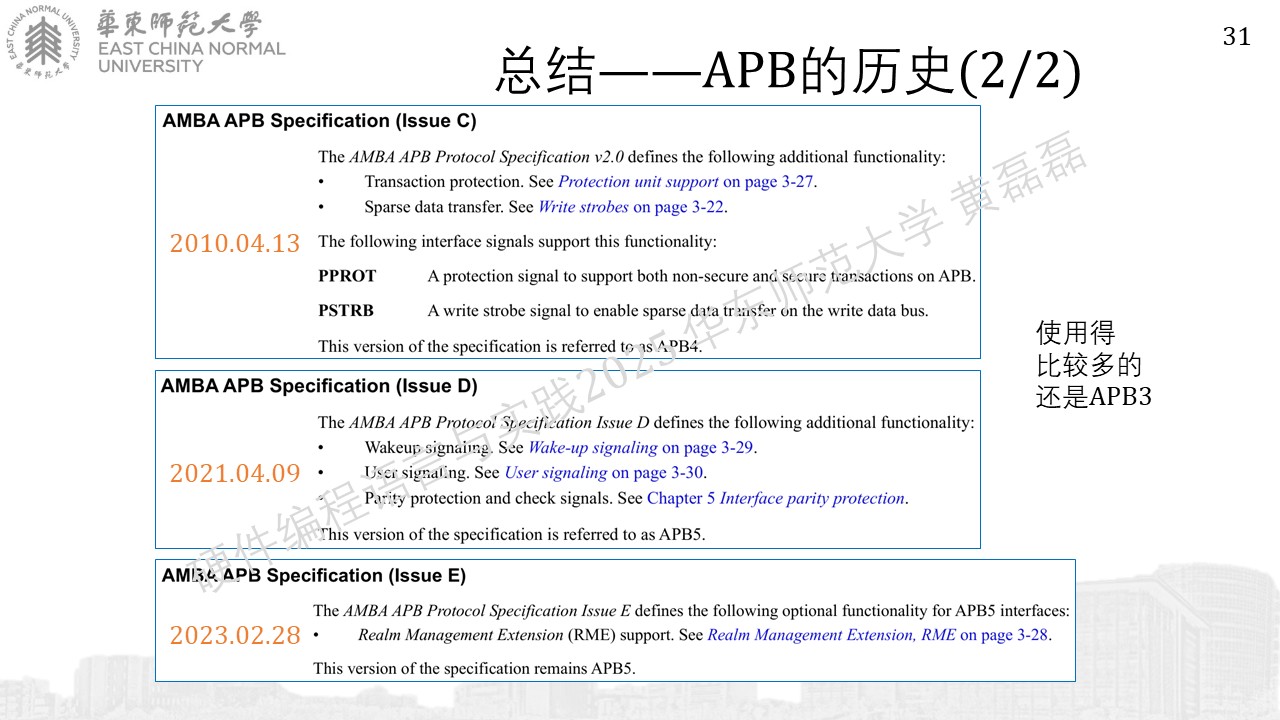 華東師範大學
EAST CHINA NORMAL
UNIVERSITY
EAST CHINA NORMAL UNIVERSITY
華東師範大學
31
总结——APB的历史(2/2)
AMBA APB Specification (Issue C)
The AMBA APB Protocol Specification v2.0 defines the following additional functionality:
• Transaction protection. See Protection unit support on page 3-27.
• Sparse data transfer. See Write strobes on page 3-22.
2010.04.13
The following interface signals support this functionality:
PPROT A protection signal to support both non-secure and secure transactions on APB.
PSTRB A write strobe signal to enable sparse data transfer on the write data bus.
This version of the specification is referred to as APB4.
AMBA APB Specification (Issue D)
The AMBA APB Protocol Specification Issue D defines the following additional functionality:
• Wakeup signaling. See Wake-up signaling on page 3-29.
2021.04.09
• User signaling. See User signaling on page 3-30.
• Parity protection and check signals. See Chapter 5 Interface parity protection.
This version of the specification is referred to as APB5.
AMBA APB Specification (Issue E)
The AMBA APB Protocol Specification Issue E defines the following optional functionality for APB5 interfaces:
2023.02.28
• Realm Management Extension (RME) support. See Realm Management Extension, RME on page 3-28.
This version of the specification remains APB5.
使用得
比较多的
还是APB3
硬件编程语言与实践2025 华东师范大学 黄磊磊